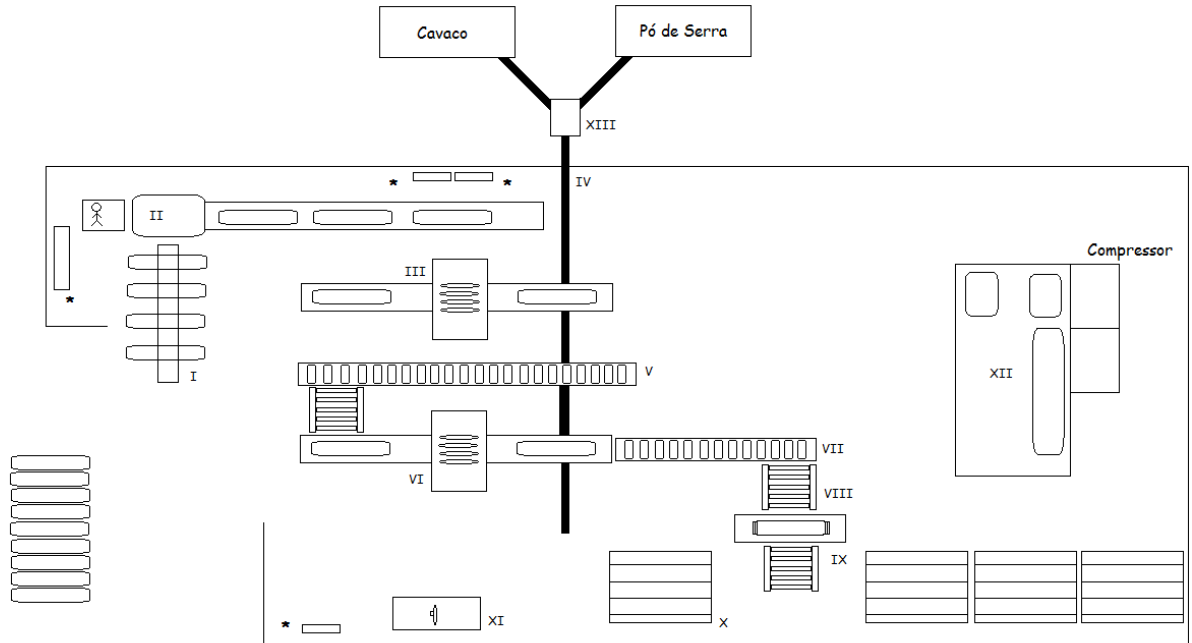 Cavaco
Pó de Serra
XIII
IV
* *
II
*
III
Compressor
I
V
XII
VI
VII
VIII
IX
X
XI
*